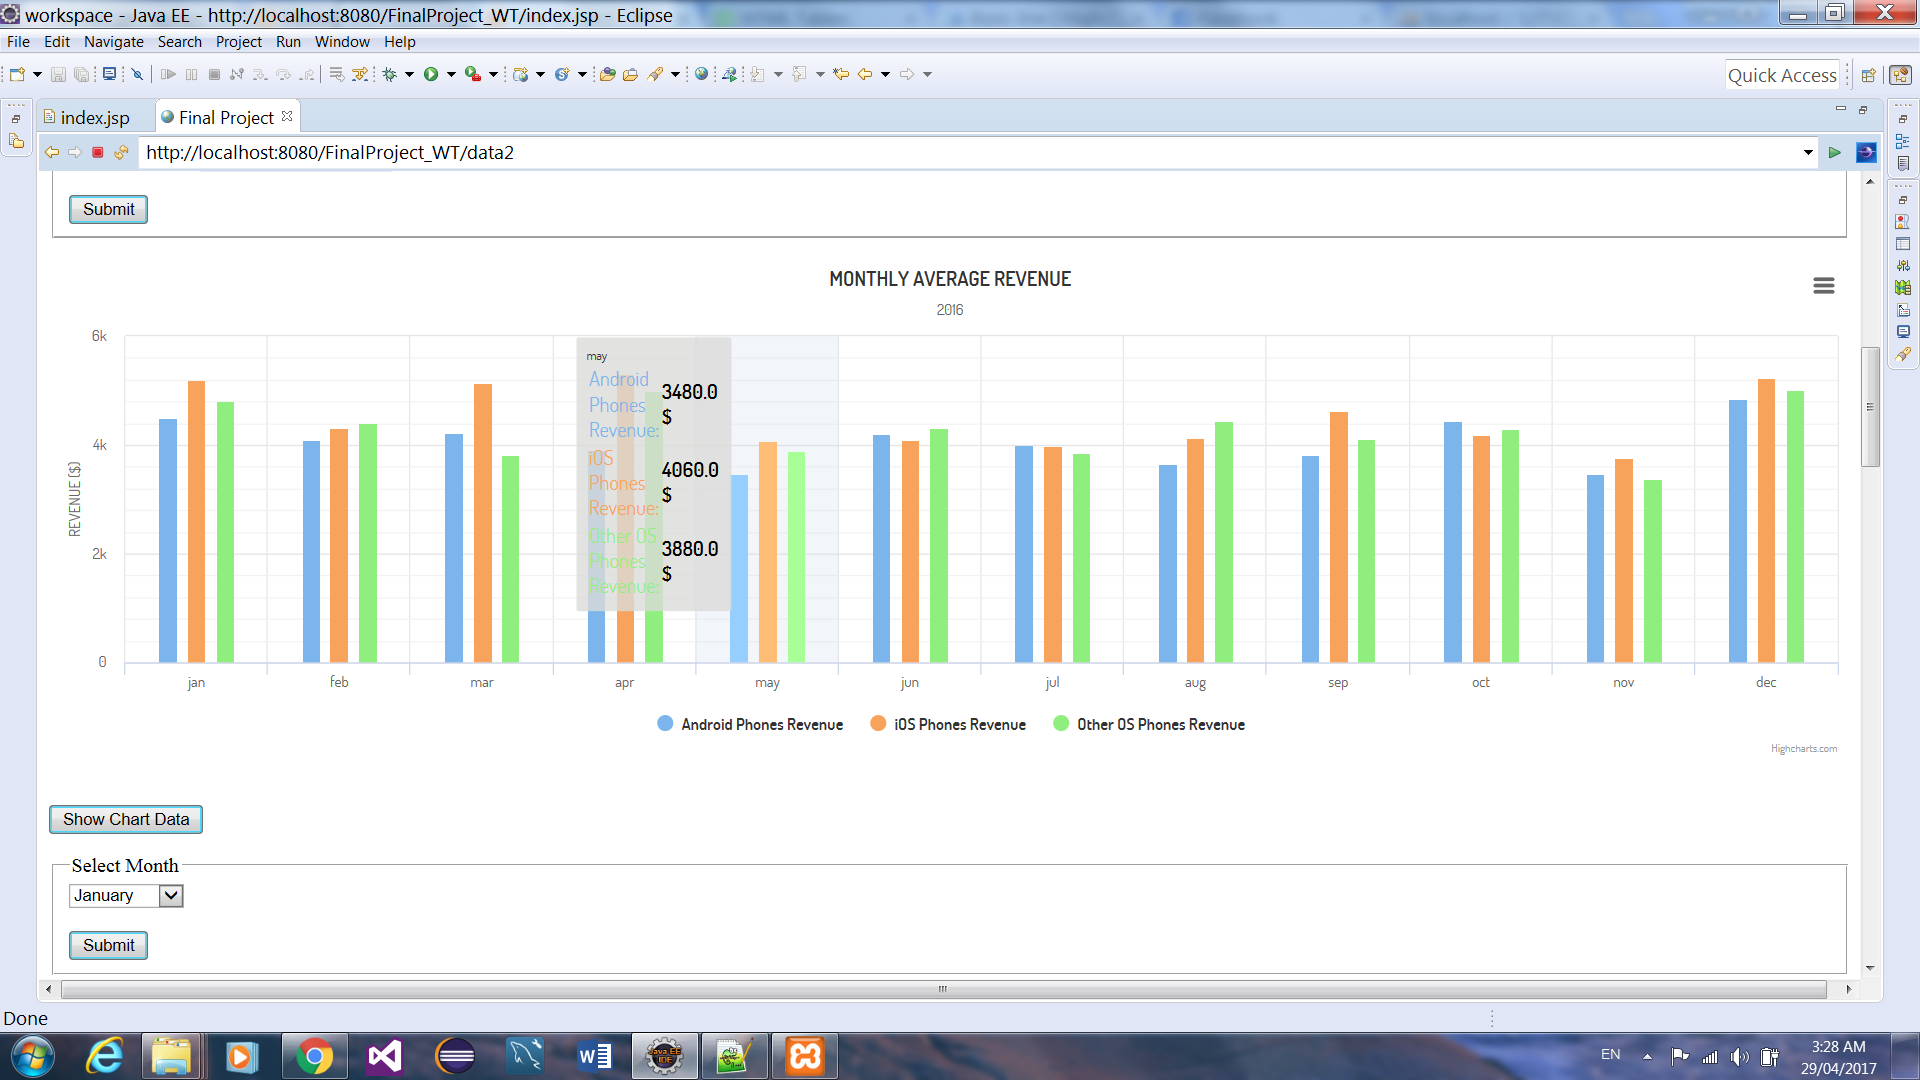 workspace - Java EE - http://localhost:8080/FinalProject_WT/index.jsp - Eclipse
File Edit Navigate Search Project Run Window Help
Quick Access
index.jsp
Final Project
http://localhost:8080/FinalProject_WT/data2
Submit
MONTHLY AVERAGE REVENUE
2016
REVENUE ($)
6k
4k
2k
0
may
Android Phones Revenue: 3480.0 $
iOS Phones Revenue: 4060.0 $
Other OS Phones Revenue: 3880.0 $
jan feb mar apr may jun jul aug sep oct nov dec
Android Phones Revenue iOS Phones Revenue Other OS Phones Revenue
Highcharts.com
Show Chart Data
Select Month
January
Submit
Done
EN
3:28 AM
29/04/2017